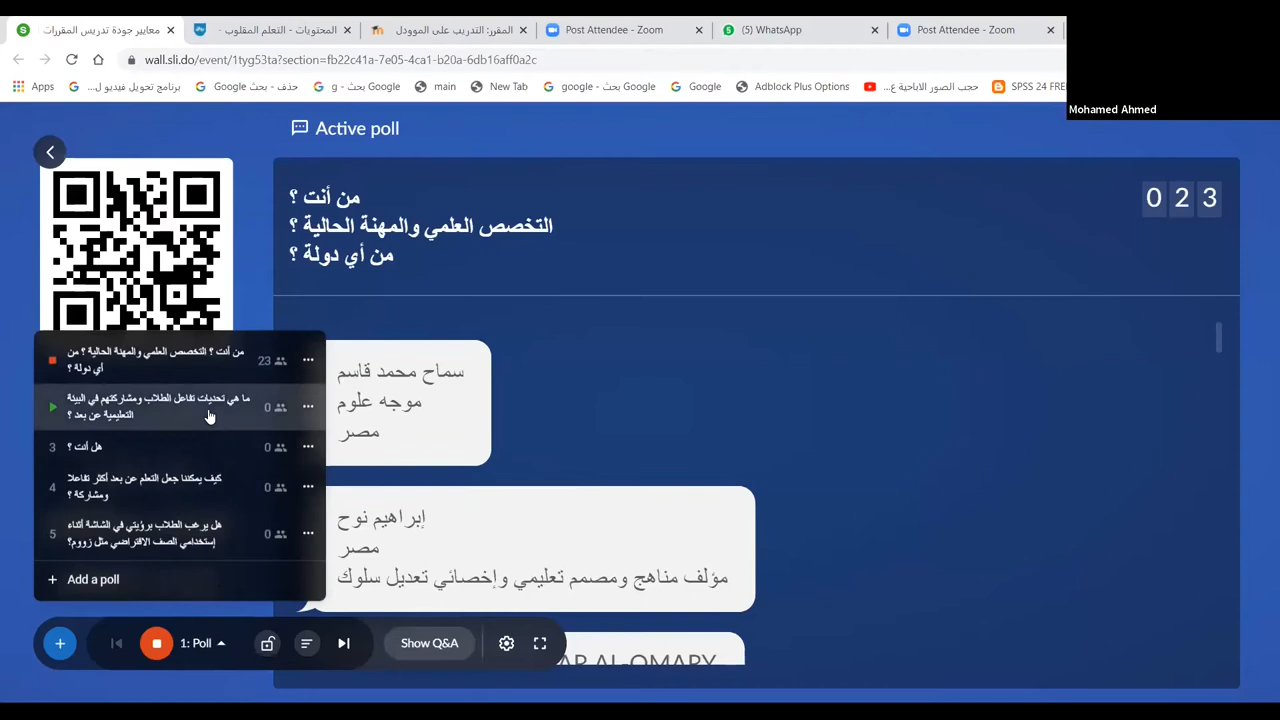 معايير جودة تدريس المقررات
المحتويات - التعلم المقلوب -
المقرر: التدريب على الموودل
Post Attendee - Zoom
(5) WhatsApp
Post Attendee - Zoom
wall.sli.do/event/1tyg53ta?section=fb22c41a-7e05-4ca1-b20a-6db16aff0a2c
Apps
برنامج تحويل فيديو ل...
حذف - بحث Google
g - بحث Google
main
New Tab
google - بحث Google
Google
Adblock Plus Options
حجب الصور الاباحية ع...
SPSS 24 FRE
Mohamed Ahmed
Active poll
من أنت ؟
التخصص العلمي والمهنة الحالية ؟
من أي دولة ؟
023
سماح محمد قاسم
موجه علوم
مصر
إبراهيم نوح
مصر
مؤلف مناهج ومصمم تعليمي وإخصائي تعديل سلوك
AR AL-OMARY
من أنت ؟ التخصص العلمي والمهنة الحالية ؟ من
أي دولة ؟
23
ما هي تحديات تفاعل الطلاب ومشاركتهم في البيئة
التعليمية عن بعد ؟
0
3 هل أنت ؟ 0
4 كيف يمكننا جعل التعلم عن بعد أكثر تفاعلا
ومشاركة ؟
0
5 هل يرغب الطلاب برؤيتي في الشاشة أثناء
إستخدامي الصف الافتراضي مثل زووم؟
0
+ Add a poll
1: Poll
Show Q&A